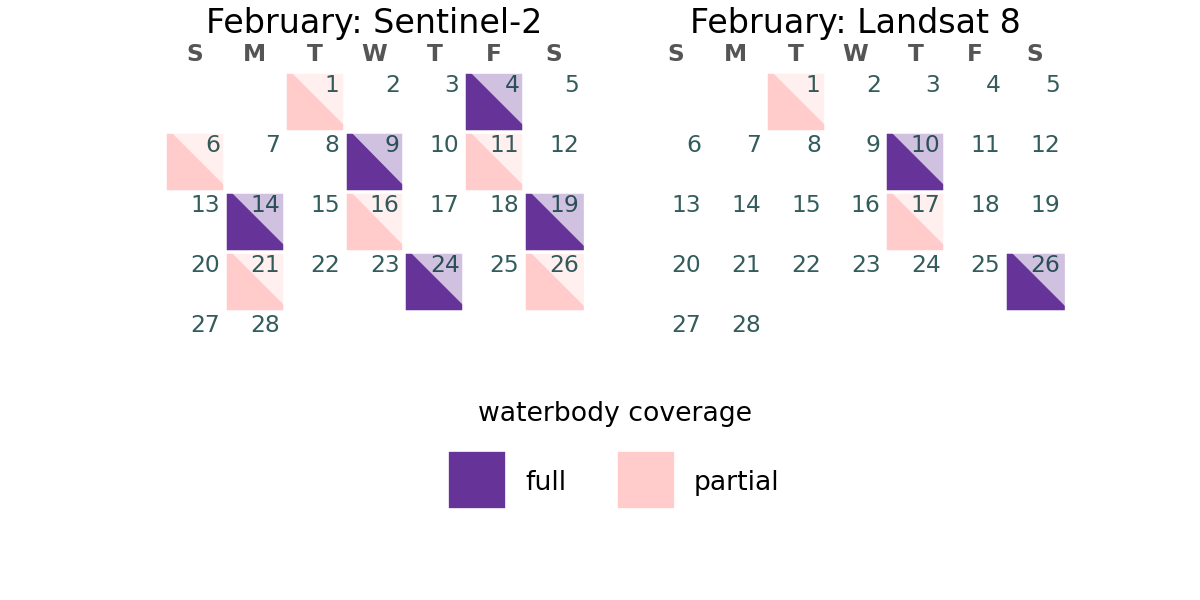 February: Sentinel-2
S M T W T F S
1 2 3 4 5
6 7 8 9 10 11 12
13 14 15 16 17 18 19
20 21 22 23 24 25 26
27 28
February: Landsat 8
S M T W T F S
1 2 3 4 5
6 7 8 9 10 11 12
13 14 15 16 17 18 19
20 21 22 23 24 25 26
27 28
waterbody coverage
full partial